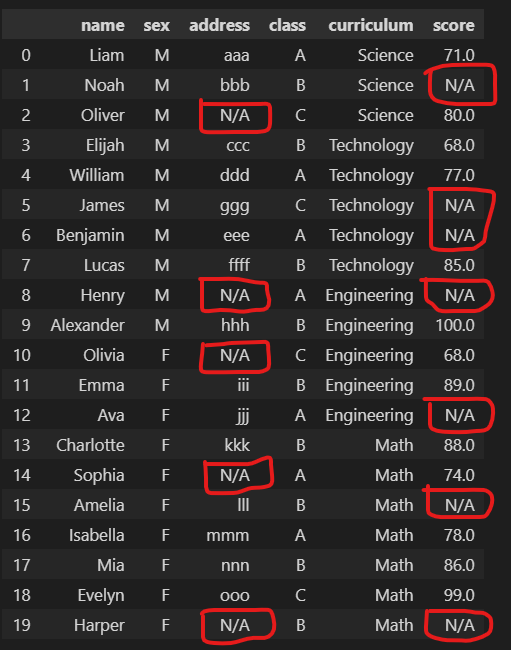 name sex address class curriculum score
0 Liam M aaa A Science 71.0
1 Noah M bbb B Science N/A
2 Oliver M N/A C Science 80.0
3 Elijah M ccc B Technology 68.0
4 William M ddd A Technology 77.0
5 James M ggg C Technology N/A
6 Benjamin M eee A Technology N/A
7 Lucas M ffff B Technology 85.0
8 Henry M N/A A Engineering N/A
9 Alexander M hhh B Engineering 100.0
10 Olivia F N/A C Engineering 68.0
11 Emma F iii B Engineering 89.0
12 Ava F jjj A Engineering N/A
13 Charlotte F kkk B Math 88.0
14 Sophia F N/A A Math 74.0
15 Amelia F lll B Math N/A
16 Isabella F mmm A Math 78.0
17 Mia F nnn B Math 86.0
18 Evelyn F ooo C Math 99.0
19 Harper F N/A B Math N/A